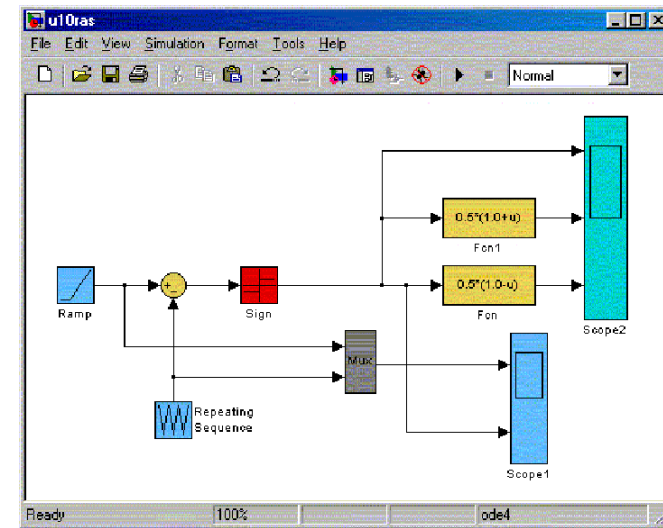 u10ras
File Edit View Simulation Format Tools Help
Normal
0.5*(1.0+u)
Fcn1
0.5*(1.0-u)
Fcn
Ramp
+
-
Sign
Scope2
Mux
Repeating
Sequence
Scope1
Ready 100% ode4